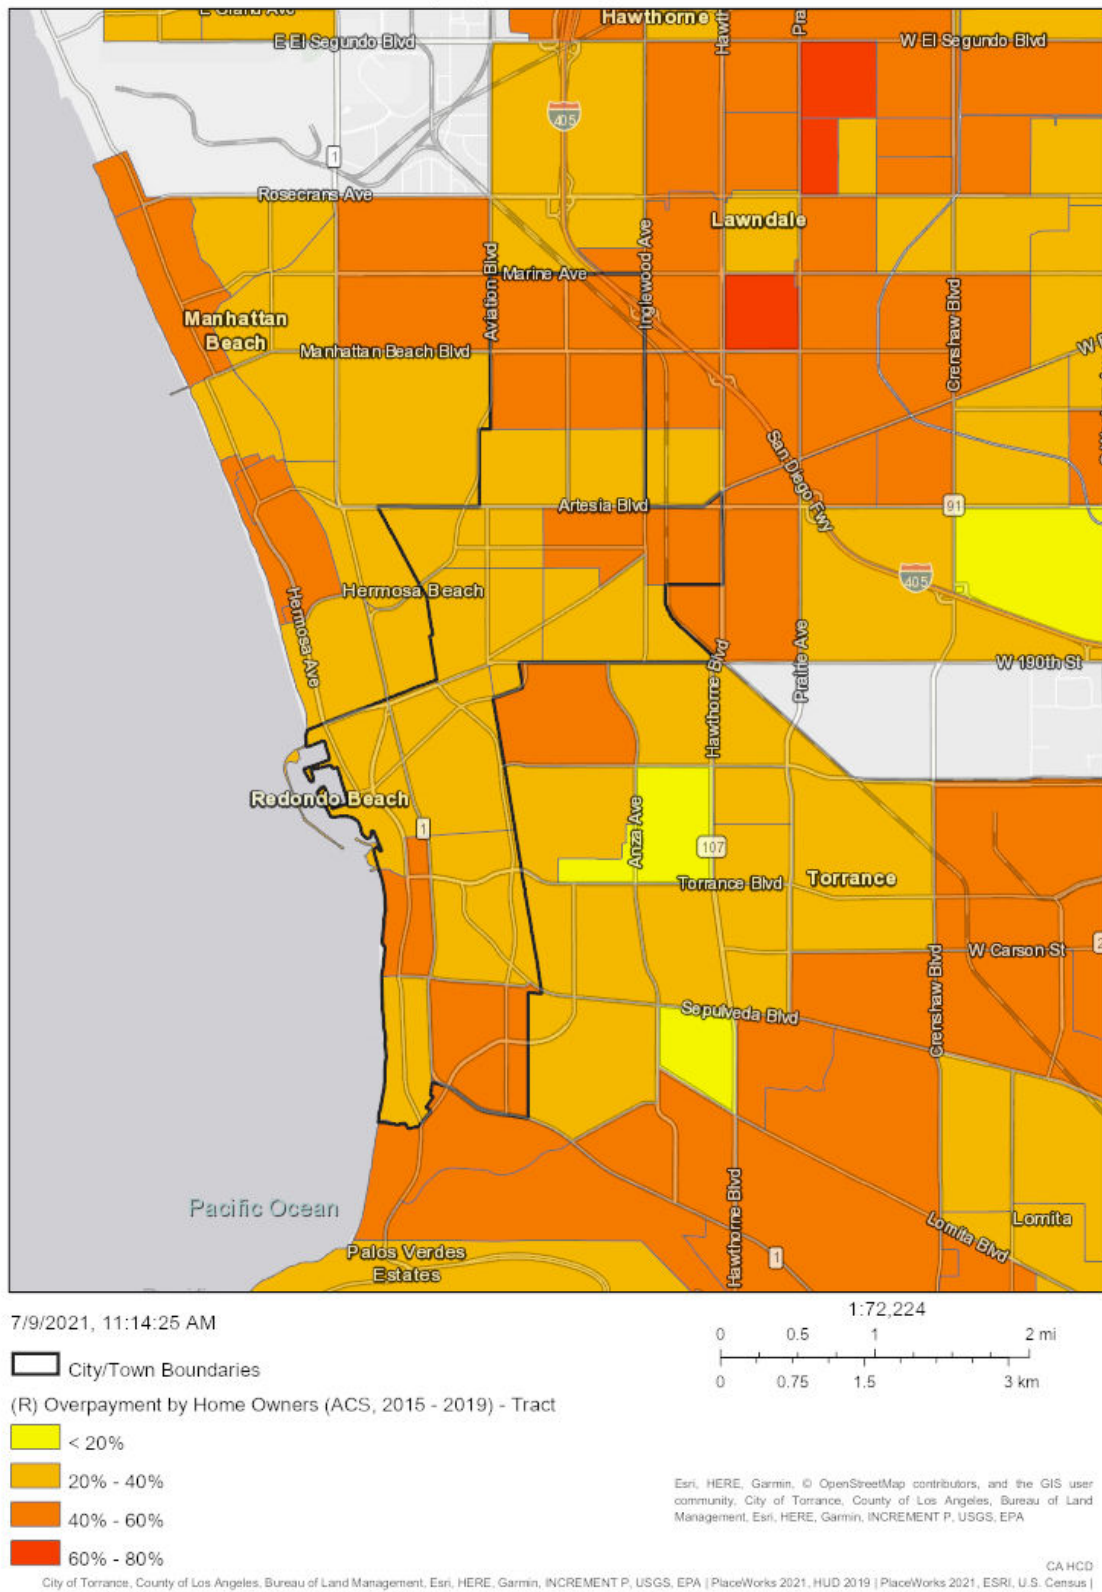 E Grand Ave
Hawthorne
E El Segundo Blvd
W El Segundo Blvd
405
1
Rosecrans Ave
Lawndale
Aviation Blvd
Inglewood Ave
Marine Ave
Crenshaw Blvd
Manhattan
Beach
Manhattan Beach Blvd
San Diego Fwy
Artesia Blvd
91
405
Hermosa Beach
Hermosa Ave
W 190th St
Hawthorne Blvd
Prairie Ave
Redondo Beach
1
Anza Ave
107
Torrance Blvd
Torrance
W Carson St
2
Crenshaw Blvd
Sepulveda Blvd
Pacific Ocean
Hawthorne Blvd
Lomita Blvd
Lomita
Palos Verdes
Estates
1
7/9/2021, 11:14:25 AM
1:72,224
0 0.5 1 2 mi
0 0.75 1.5 3 km
City/Town Boundaries
(R) Overpayment by Home Owners (ACS, 2015 - 2019) - Tract
< 20%
20% - 40%
40% - 60%
60% - 80%
Esri, HERE, Garmin, © OpenStreetMap contributors, and the GIS user
community, City of Torrance, County of Los Angeles, Bureau of Land
Management, Esri, HERE, Garmin, INCREMENT P, USGS, EPA
CA HCD
City of Torrance, County of Los Angeles, Bureau of Land Management, Esri, HERE, Garmin, INCREMENT P, USGS, EPA | PlaceWorks 2021, HUD 2019 | PlaceWorks 2021, ESRI, U.S. Census |